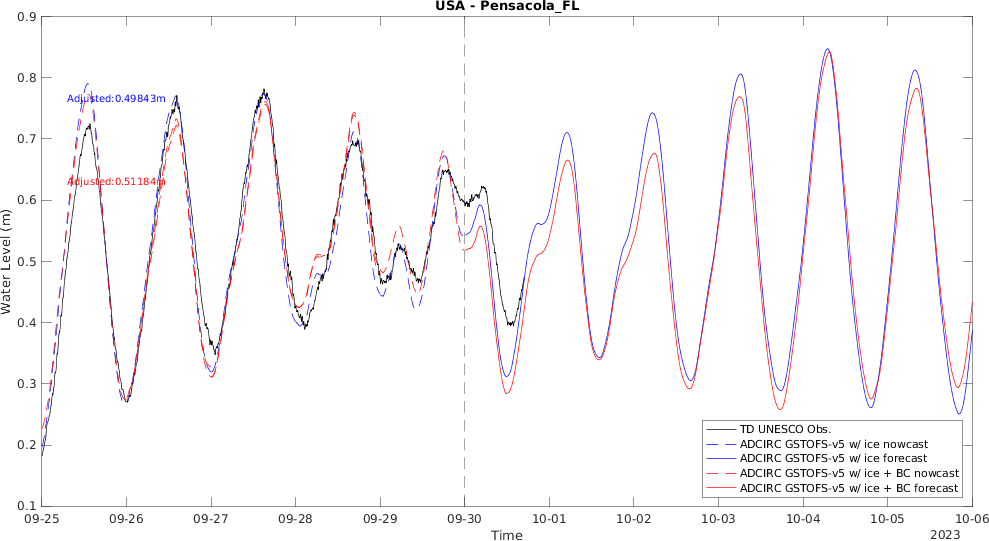 USA - Pensacola_FL
0.9
0.8
Adjusted:0.49843m
0.7
Adjusted:0.51184m
0.6
0.5
0.4
0.3
0.2
0.1
Water Level (m)
TD UNESCO Obs.
ADCIRC GSTOFS-v5 w/ ice nowcast
ADCIRC GSTOFS-v5 w/ ice forecast
ADCIRC GSTOFS-v5 w/ ice + BC nowcast
ADCIRC GSTOFS-v5 w/ ice + BC forecast
09-25 09-26 09-27 09-28 09-29 09-30 10-01 10-02 10-03 10-04 10-05 10-06
Time
2023